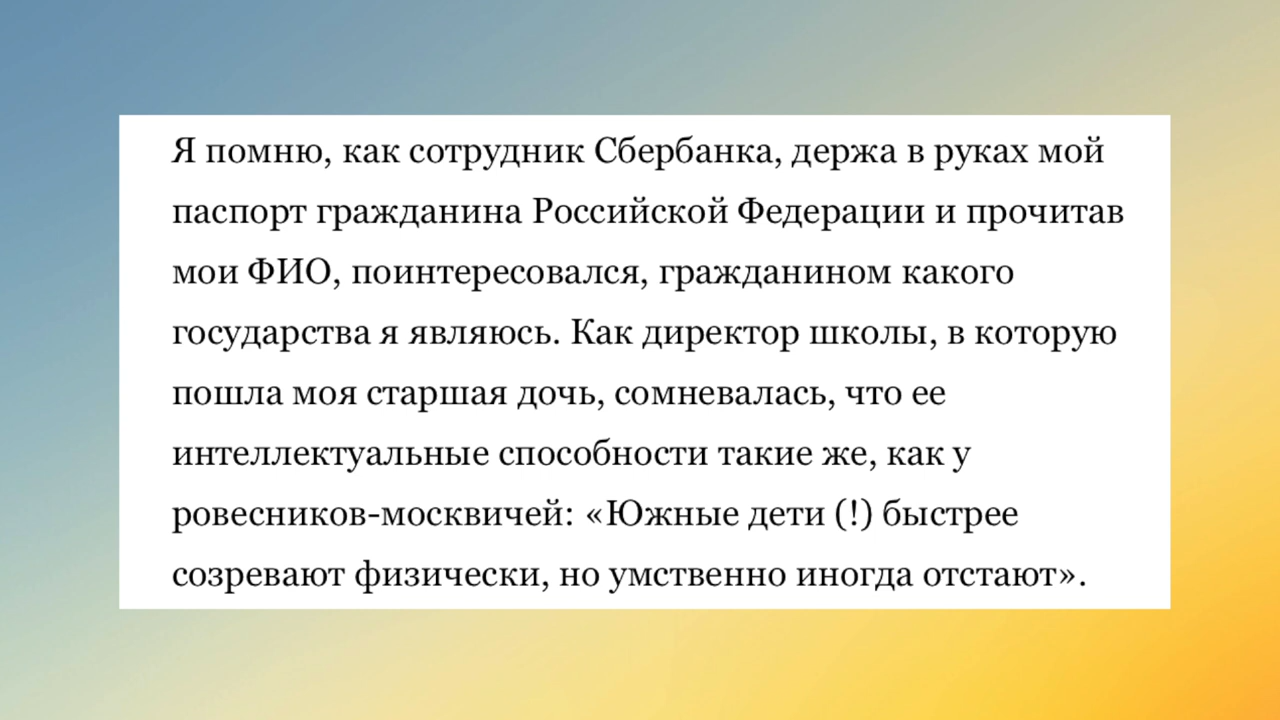 Я помню, как сотрудник Сбербанка, держа в руках мой
паспорт гражданина Российской Федерации и прочитав
мои ФИО, поинтересовался, гражданином какого
государства я являюсь. Как директор школы, в которую
пошла моя старшая дочь, сомневалась, что ее
интеллектуальные способности такие же, как у
ровесников-москвичей: «Южные дети (!) быстрее
созревают физически, но умственно иногда отстают».